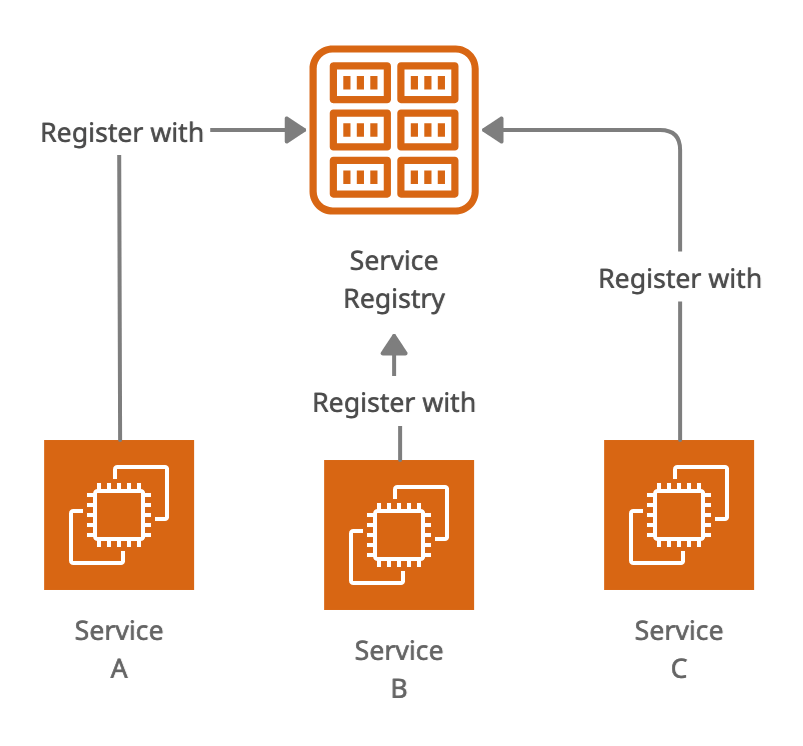 Register with
Service
Registry
Register with
Register with
Service
A
Service
B
Service
C